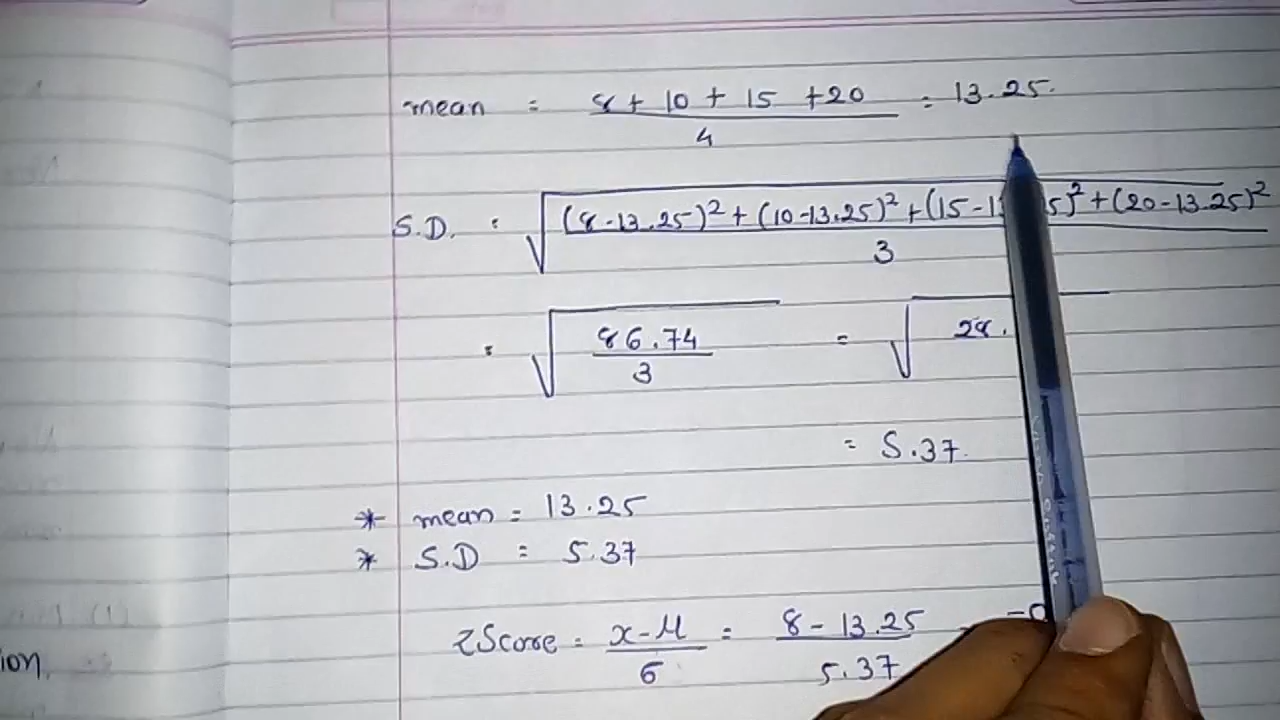 mean = 8 + 10 + 15 + 20 / 4 = 13.25.
S.D. = √ (8-13.25)² + (10-13.25)² + (15-1 5)² + (20-13.25)² / 3
= √ 86.74 / 3 = √ 28.
= 5.37.
* mean = 13.25
* S.D = 5.37
ZScore = x-μ / 6 = 8 - 13.25 / 5.37 = -0
ion,